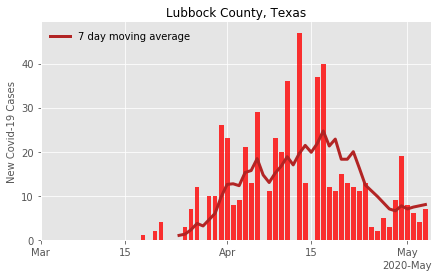 Lubbock County, Texas
7 day moving average
New Covid-19 Cases
40
30
20
10
0
Mar
15
Apr
15
May
2020-May